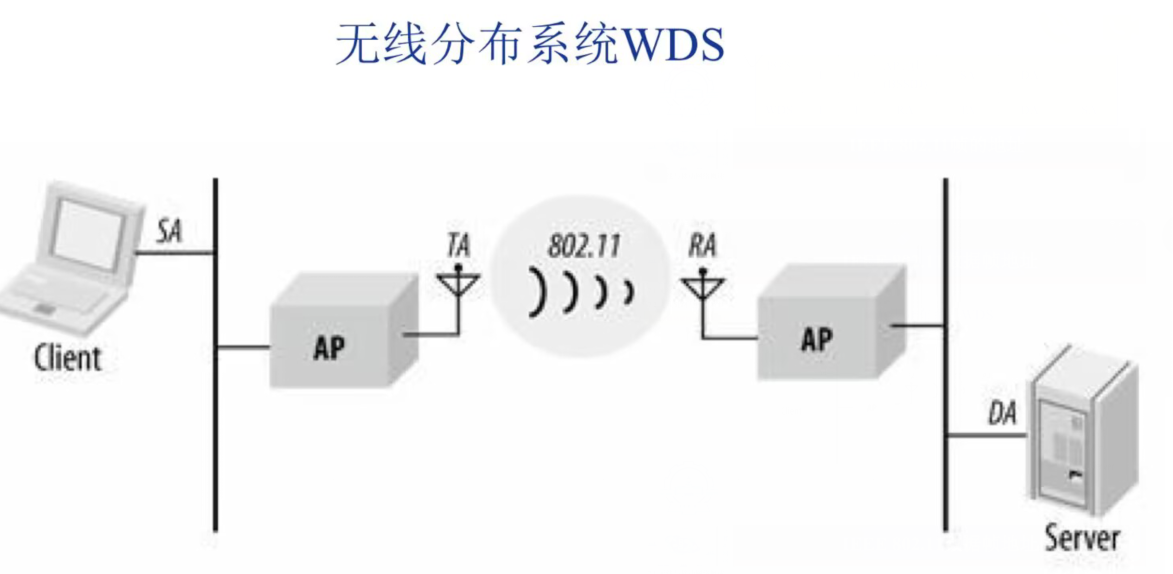 无线分布系统WDS
SA
TA
802.11
RA
AP
AP
Client
DA
Server